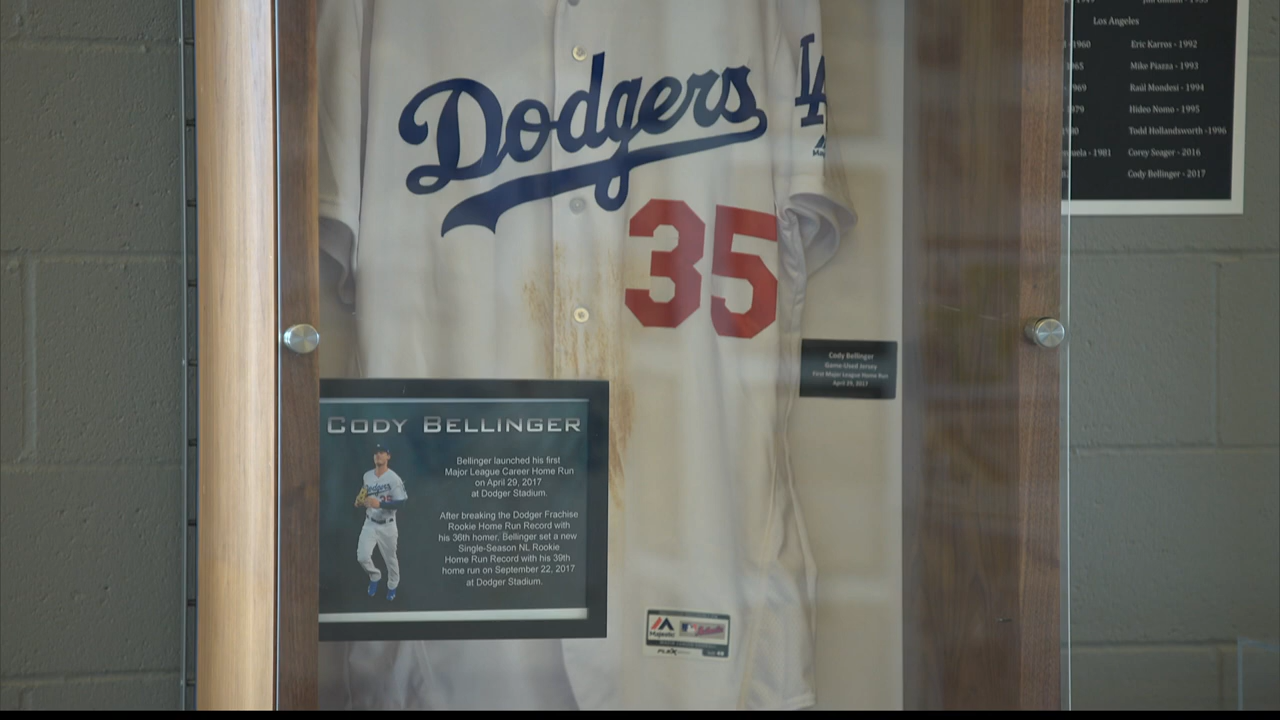 Dodgers
LA
35
Los Angeles
1960 Eric Karros - 1992
1965 Mike Piazza - 1993
1969 Raúl Mondesi - 1994
1979 Hideo Nomo - 1995
Todd Hollandsworth -1996
- 1981 Corey Seager - 2016
Cody Bellinger - 2017
Cody Bellinger
Game Used Jersey
First Major League Home Run
April 29, 2017
CODY BELLINGER
Bellinger launched his first
Major League Career Home Run
on April 29, 2017
at Dodger Stadium.
After breaking the Dodger Frachise
Rookie Home Run Record with
his 36th homer, Bellinger set a new
Single-Season NL Rookie
Home Run Record with his 39th
home run on September 22, 2017
at Dodger Stadium.
Majestic
FLEX